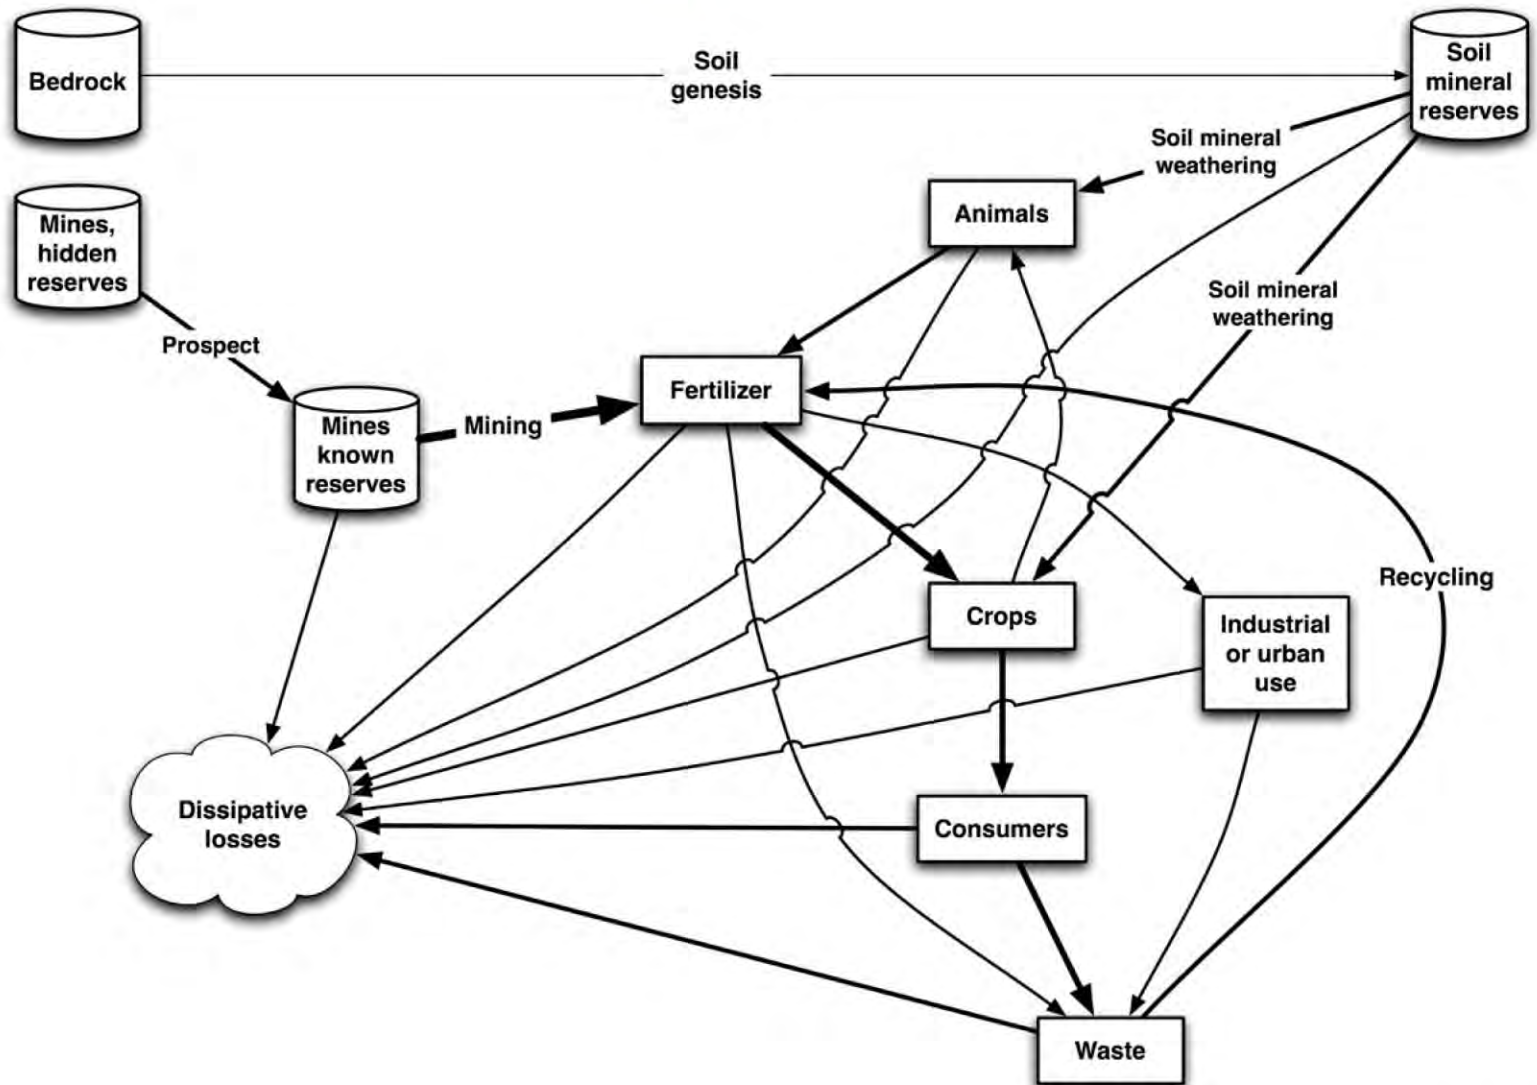 Bedrock
Soil
genesis
Soil
mineral
reserves
Soil mineral
weathering
Animals
Mines,
hidden
reserves
Soil mineral
weathering
Prospect
Fertilizer
Mining
Mines
known
reserves
Recycling
Crops
Industrial
or urban
use
Dissipative
losses
Consumers
Waste